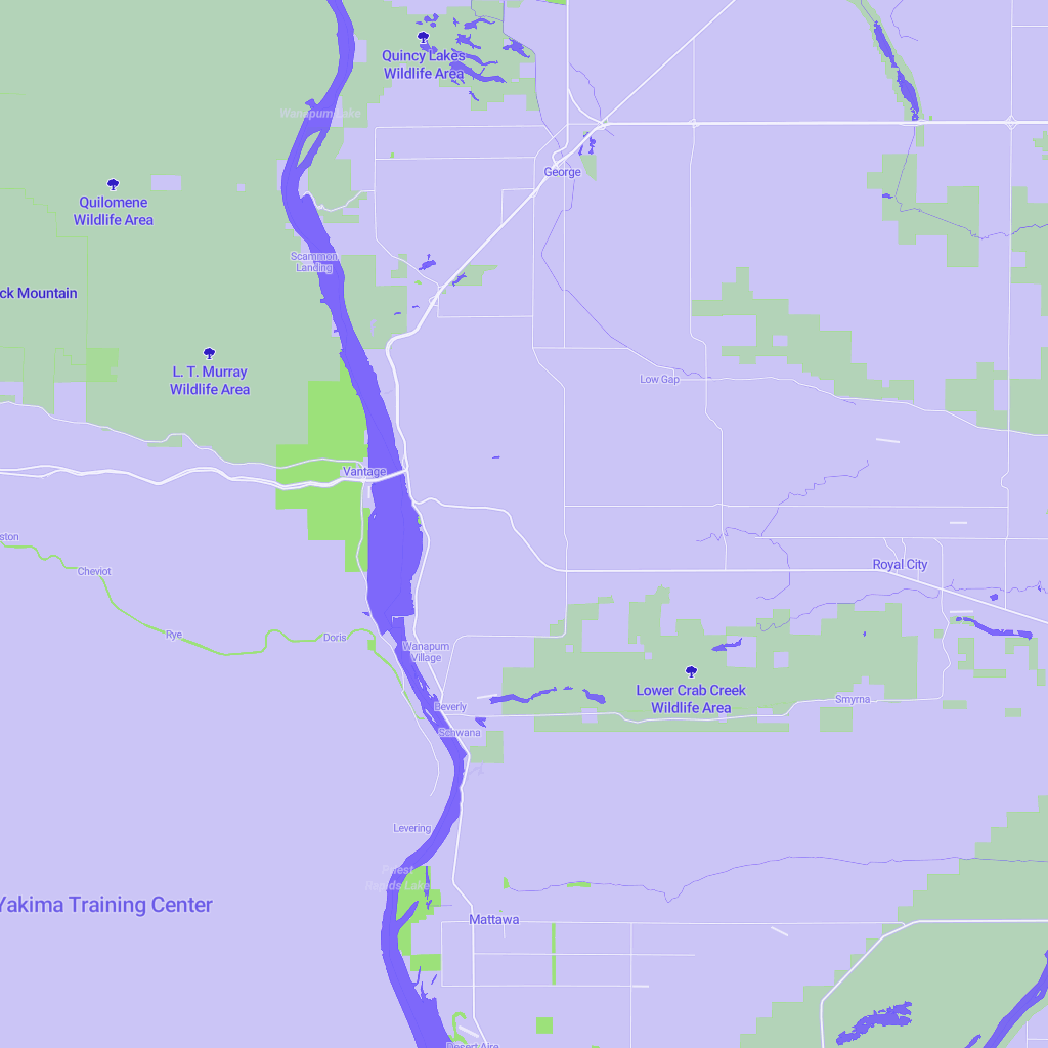 Quincy Lakes
Wildlife Area
Wanapum Lake
George
Quilomene
Wildlife Area
Scammon
Landing
ck Mountain
L. T. Murray
Wildlife Area
Low Gap
Vantage
ston
Cheviot
Royal City
Rye
Doris
Wanapum
Village
Lower Crab Creek
Wildlife Area
Smyrna
Beverly
Schwana
Levering
Priest
Rapids Lake
Yakima Training Center
Mattawa
Desert Aire